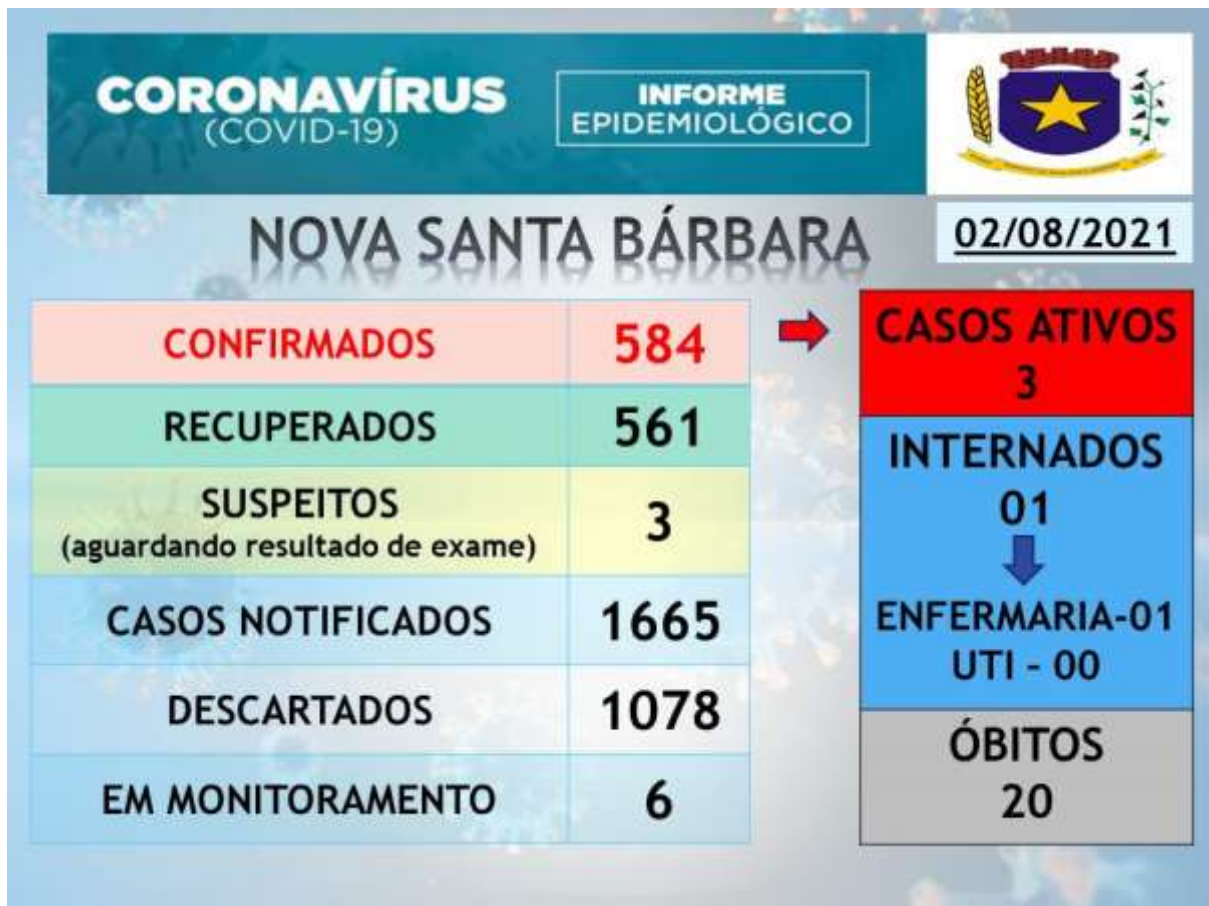 CORONAVÍRUS
(COVID-19)
INFORME
EPIDEMIOLÓGICO
NOVA SANTA BÁRBARA
02/08/2021
CONFIRMADOS 584
RECUPERADOS 561
SUSPEITOS
(aguardando resultado de exame) 3
CASOS NOTIFICADOS 1665
DESCARTADOS 1078
EM MONITORAMENTO 6
CASOS ATIVOS
3
INTERNADOS
01
ENFERMARIA-01
UTI – 00
ÓBITOS
20